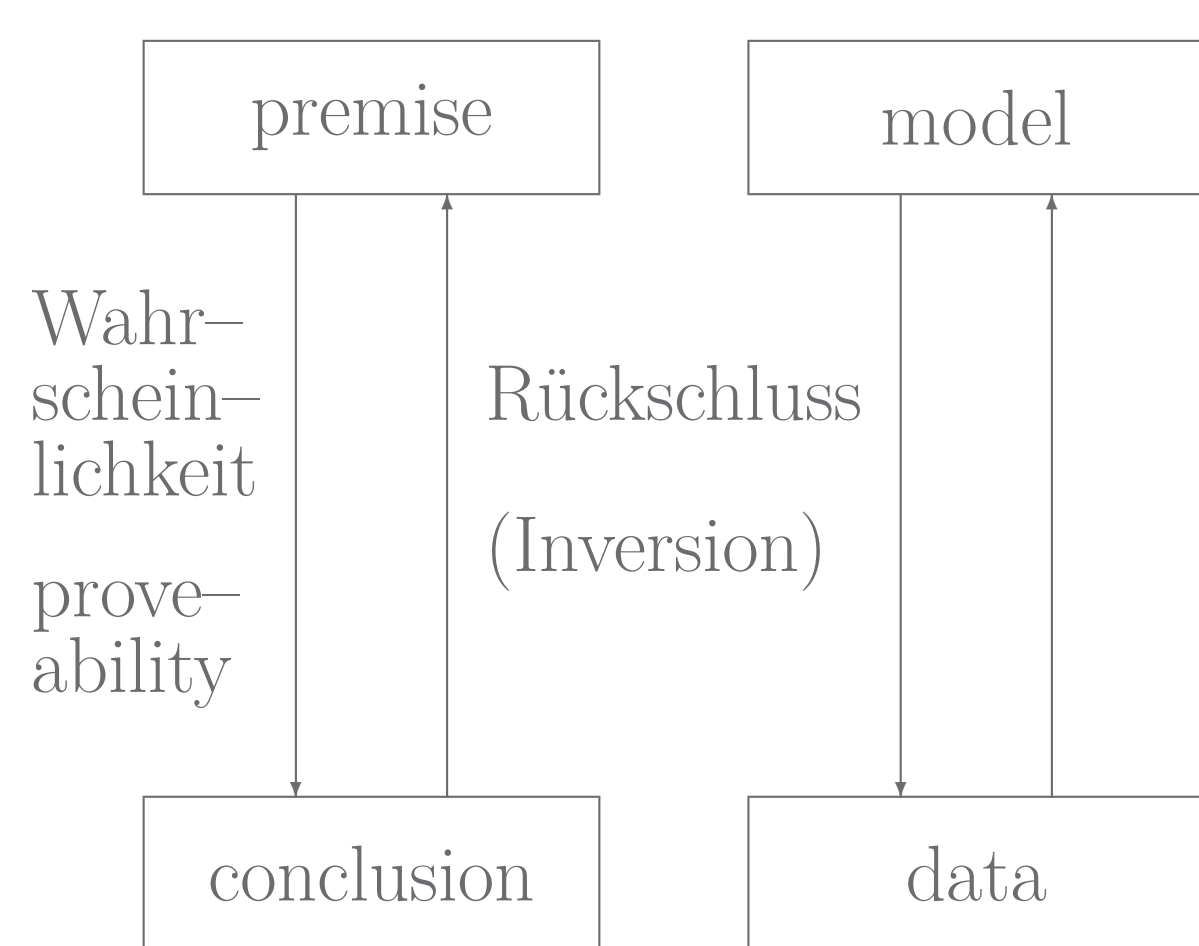 premise
model
Wahr–
schein–
lichkeit
prove–
ability
Rückschluss
(Inversion)
conclusion
data